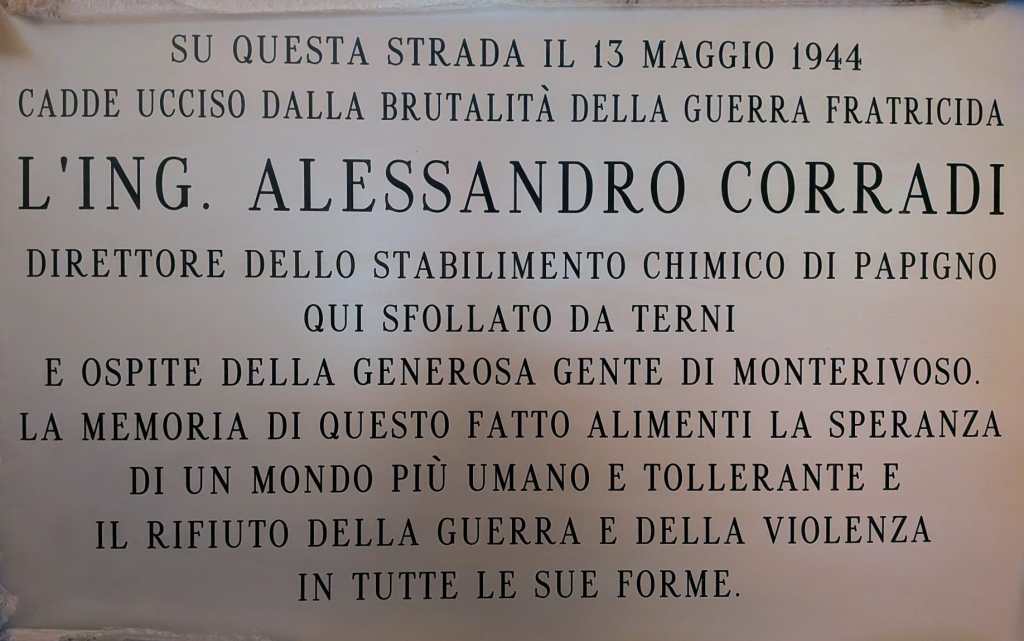 SU QUESTA STRADA IL 13 MAGGIO 1944
CADDE UCCISO DALLA BRUTALITÀ DELLA GUERRA FRATRICIDA
L'ING. ALESSANDRO CORRADI
DIRETTORE DELLO STABILIMENTO CHIMICO DI PAPIGNO
QUI SFOLLATO DA TERNI
E OSPITE DELLA GENEROSA GENTE DI MONTERIVOSO.
LA MEMORIA DI QUESTO FATTO ALIMENTI LA SPERANZA
DI UN MONDO PIÙ UMANO E TOLLERANTE E
IL RIFIUTO DELLA GUERRA E DELLA VIOLENZA
IN TUTTE LE SUE FORME.